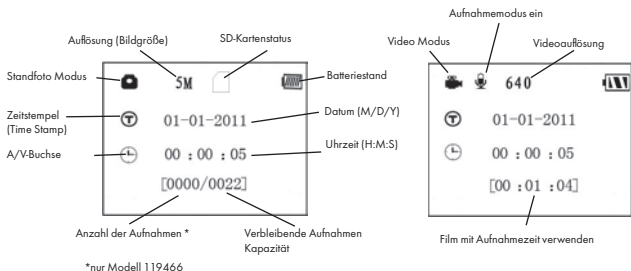 Auflösung (Bildgröße)
SD-Kartenstatus
Standfoto Modus
5M
Batteriestand
Zeitstempel
(Time Stamp)
T
01-01-2011
Datum (M/D/Y)
A/V-Buchse
00 : 00 : 05
Uhrzeit (H:M:S)
[0000/0022]
Anzahl der Aufnahmen *
Verbleibende Aufnahmen
Kapazität
*nur Modell 119466
Aufnahmemodus ein
Video Modus
Videoauflösung
640
T
01-01-2011
00 : 00 : 05
[00 :01 :04]
Film mit Aufnahmezeit verwenden